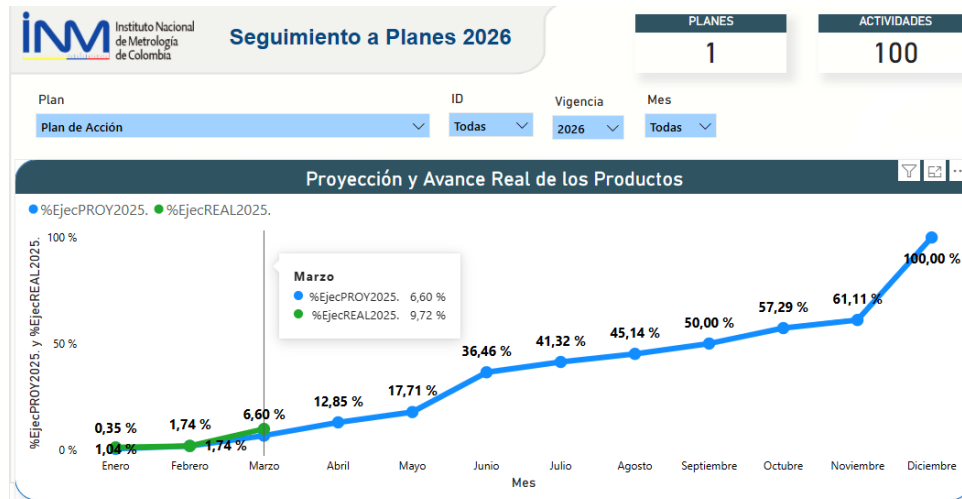 iNM
Instituto Nacional
de Metrología
de Colombia
Seguimiento a Planes 2026
PLANES
1
ACTIVIDADES
100
Plan
Plan de Acción
ID
Todas
Vigencia
2026
Mes
Todas
Proyección y Avance Real de los Productos
%EjecPROY2025. %EjecREAL2025.
%EjecPROY2025. y %EjecREAL2025.
100 %
50 %
0 %
Marzo
%EjecPROY2025. 6,60 %
%EjecREAL2025. 9,72 %
0,35 %
1,04 %
1,74 %
1,74 %
6,60 %
12,85 %
17,71 %
36,46 %
41,32 %
45,14 %
50,00 %
57,29 %
61,11 %
100,00 %
Enero Febrero Marzo Abril Mayo Junio Julio Agosto Septiembre Octubre Noviembre Diciembre
Mes